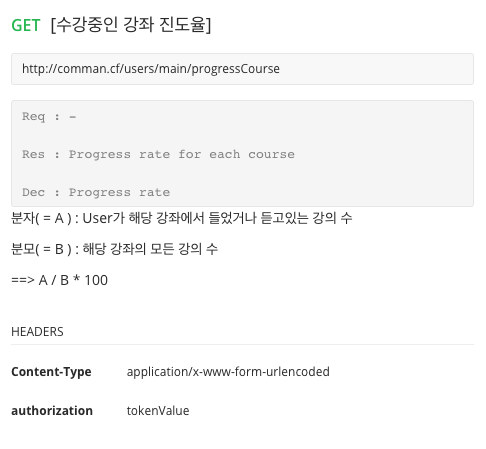 GET [수강중인 강좌 진도율]
http://comman.cf/users/main/progressCourse
Req : -
Res : Progress rate for each course
Dec : Progress rate
분자( = A ) : User가 해당 강좌에서 들었거나 듣고있는 강의 수
분모( = B ) : 해당 강좌의 모든 강의 수
==> A / B * 100
HEADERS
Content-Type application/x-www-form-urlencoded
authorization tokenValue